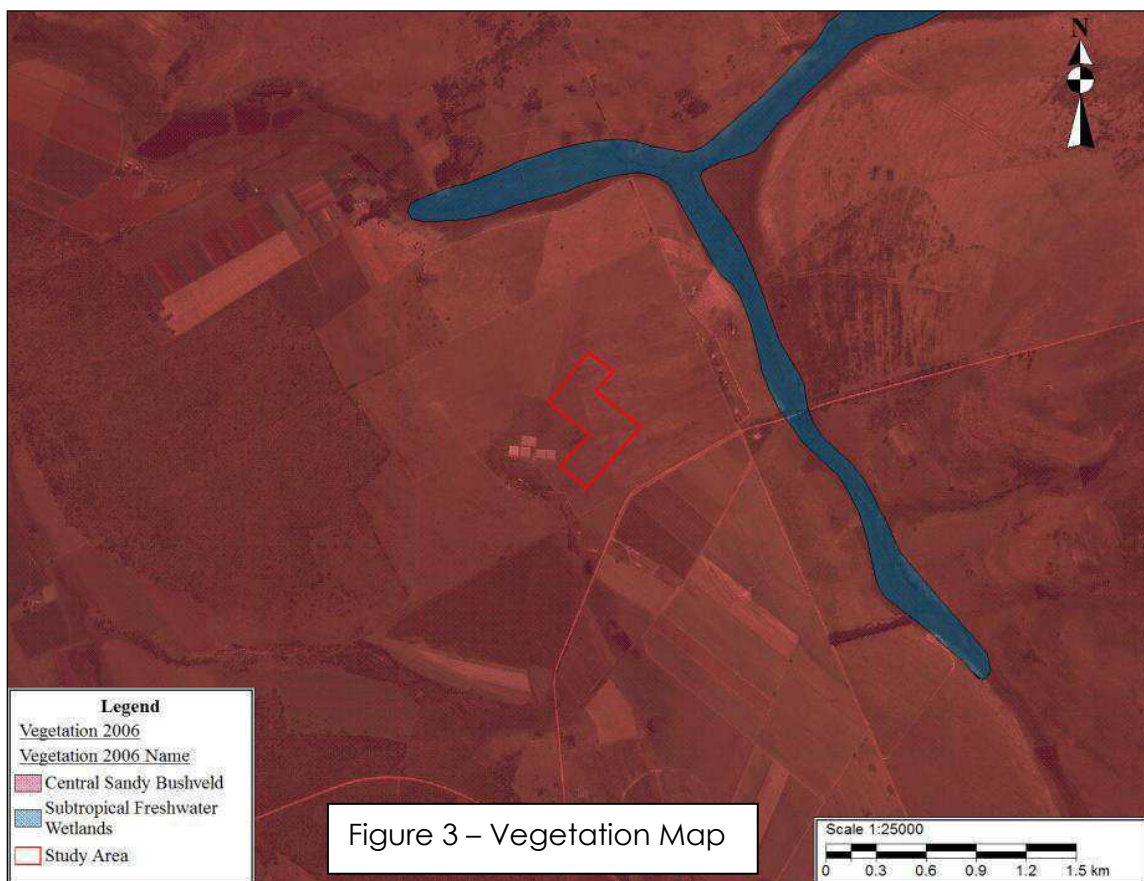 N
Legend
Vegetation 2006
Vegetation 2006 Name
Central Sandy Bushveld
Subtropical Freshwater
Wetlands
Study Area
Figure 3 – Vegetation Map
Scale 1:25000
0 0.3 0.6 0.9 1.2 1.5 km